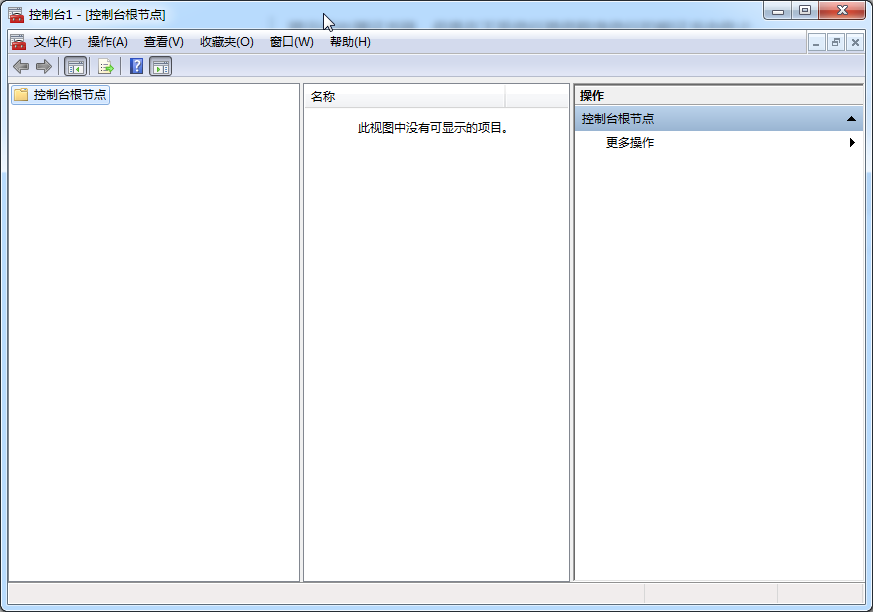 控制台1 - [控制台根节点]
文件(F) 操作(A) 查看(V) 收藏夹(O) 窗口(W) 帮助(H)
控制台根节点
名称
此视图中没有可显示的项目。
操作
控制台根节点
更多操作